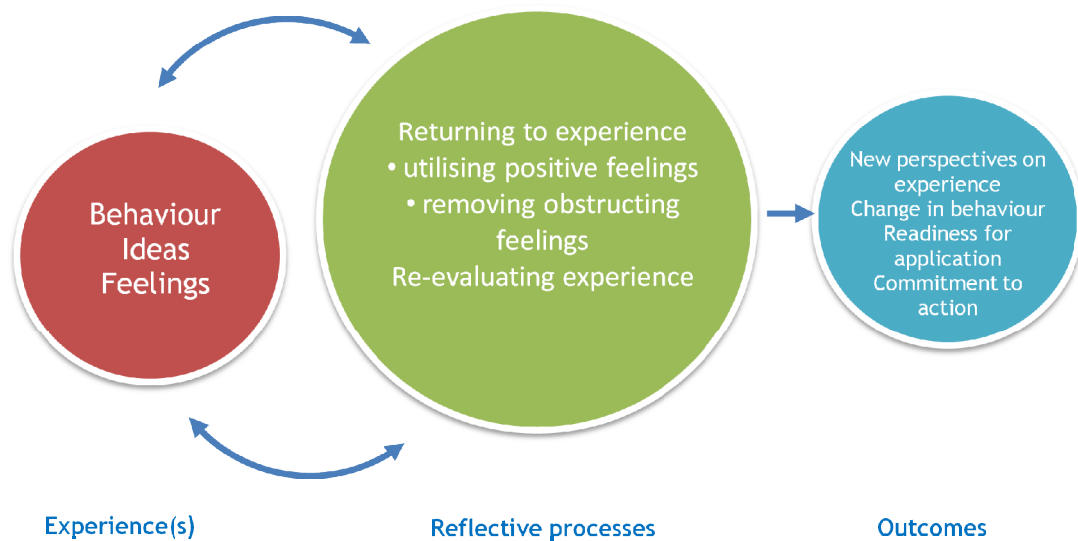 Behaviour
Ideas
Feelings
Returning to experience
• utilising positive feelings
• removing obstructing
feelings
Re-evaluating experience
New perspectives on
experience
Change in behaviour
Readiness for
application
Commitment to
action
Experience(s)
Reflective processes
Outcomes